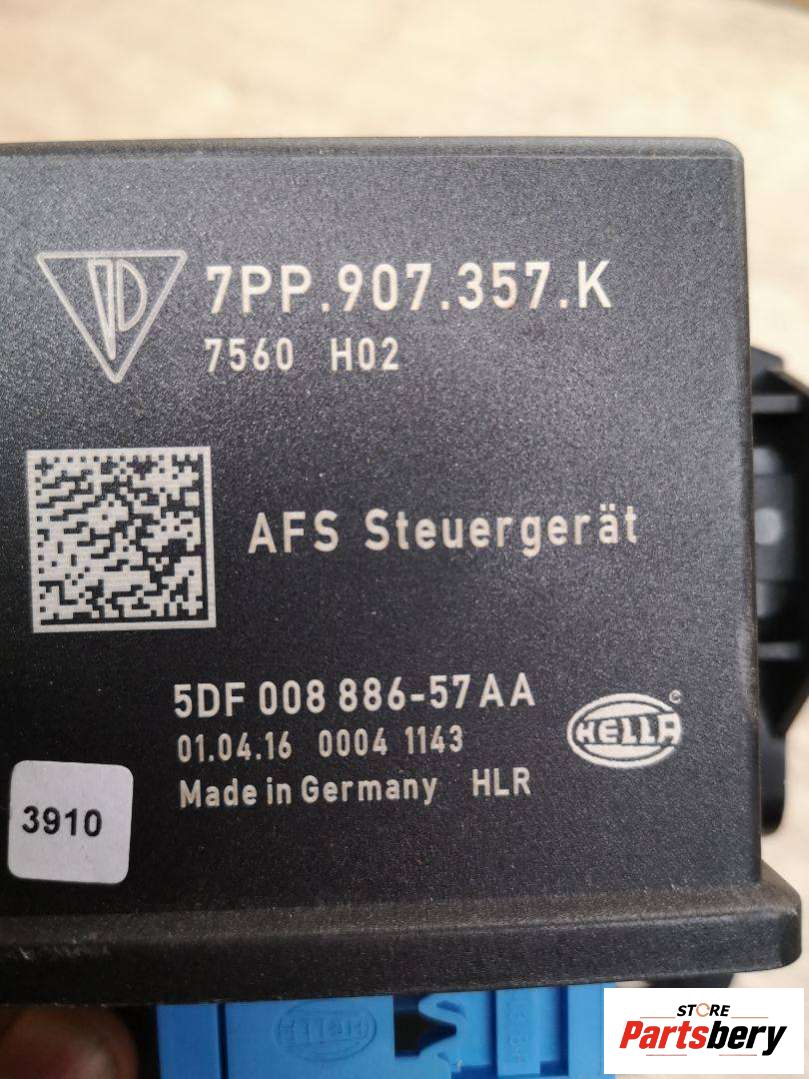 7PP.907.357.K
7560 H02
AFS Steuergerät
5DF 008 886-57AA
01.04.16 0004 1143
HELLA
Made in Germany HLR
3910
HELLA
STORE
Partsbery